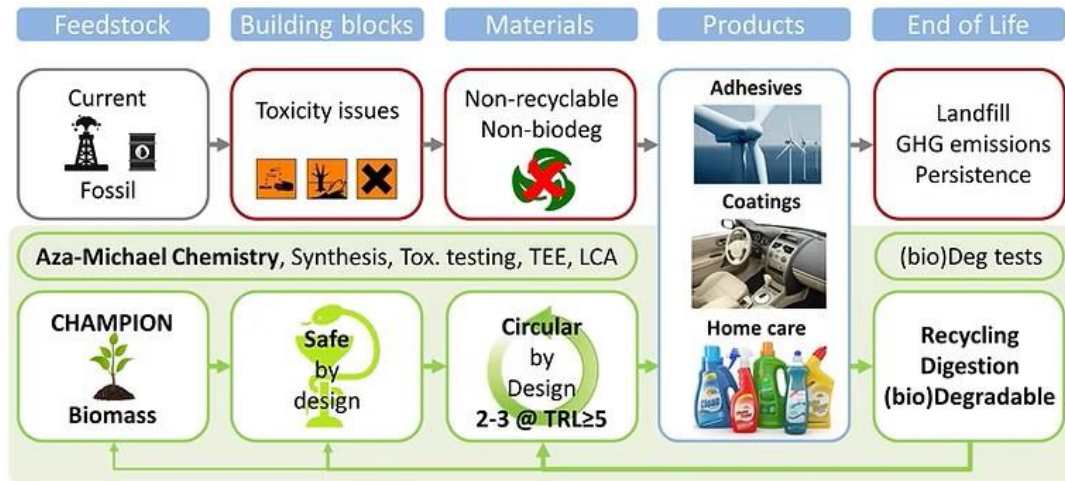 Feedstock
Building blocks
Materials
Products
End of Life
Current
Fossil
Toxicity issues
Non-recyclable
Non-biodeg
Adhesives
Coatings
Home care
Landfill
GHG emissions
Persistence
Aza-Michael Chemistry, Synthesis, Tox. testing, TEE, LCA
(bio)Deg tests
CHAMPION
Biomass
Safe
by
design
Circular
by
Design
2-3 @ TRL≥5
Recycling
Digestion
(bio)Degradable